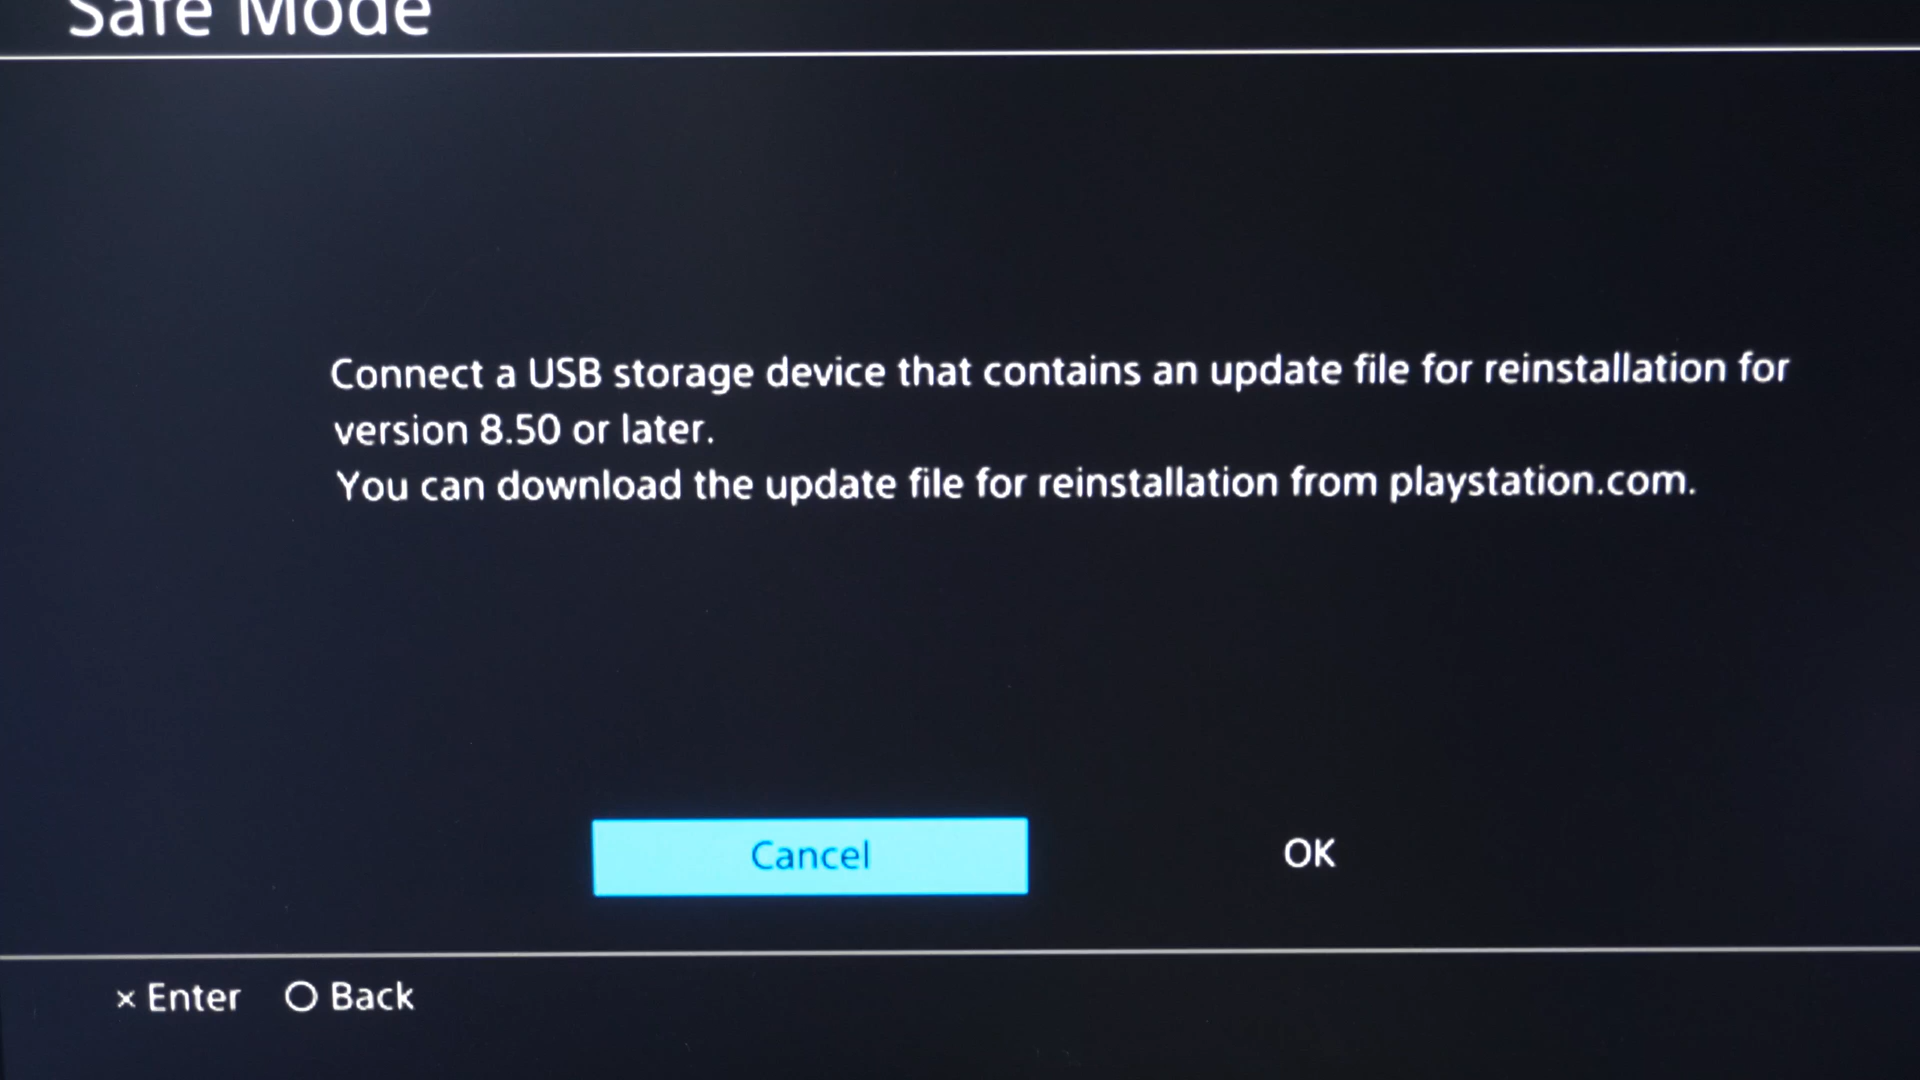 Safe Mode
Connect a USB storage device that contains an update file for reinstallation for
version 8.50 or later.
You can download the update file for reinstallation from playstation.com.
Cancel
OK
× Enter ○ Back